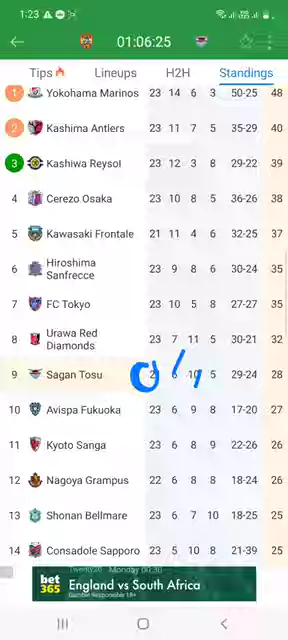 1:23
01:06:25
Tips Lineups H2H Standings
1 Yokohama Marinos 23 14 6 3 50-25 48
2 Kashima Antlers 23 11 7 5 35-29 40
3 Kashiwa Reysol 23 12 3 8 29-22 39
4 Cerezo Osaka 23 10 8 5 36-26 38
5 Kawasaki Frontale 21 11 4 6 32-25 37
6 Hiroshima Sanfrecce 23 9 8 6 30-24 35
7 FC Tokyo 23 10 5 8 27-27 35
8 Urawa Red Diamonds 23 7 11 5 30-21 32
9 Sagan Tosu 6 10 5 29-24 28
10 Avispa Fukuoka 23 6 9 8 17-20 27
11 Kyoto Sanga 23 6 8 9 22-26 26
12 Nagoya Grampus 22 6 8 8 18-24 26
13 Shonan Bellmare 23 6 7 10 18-25 25
14 Consadole Sapporo 23 5 10 8 21-39 25
bet365
Twenty20 Monday 00:30
England vs South Africa
Gamble Responsible 18+